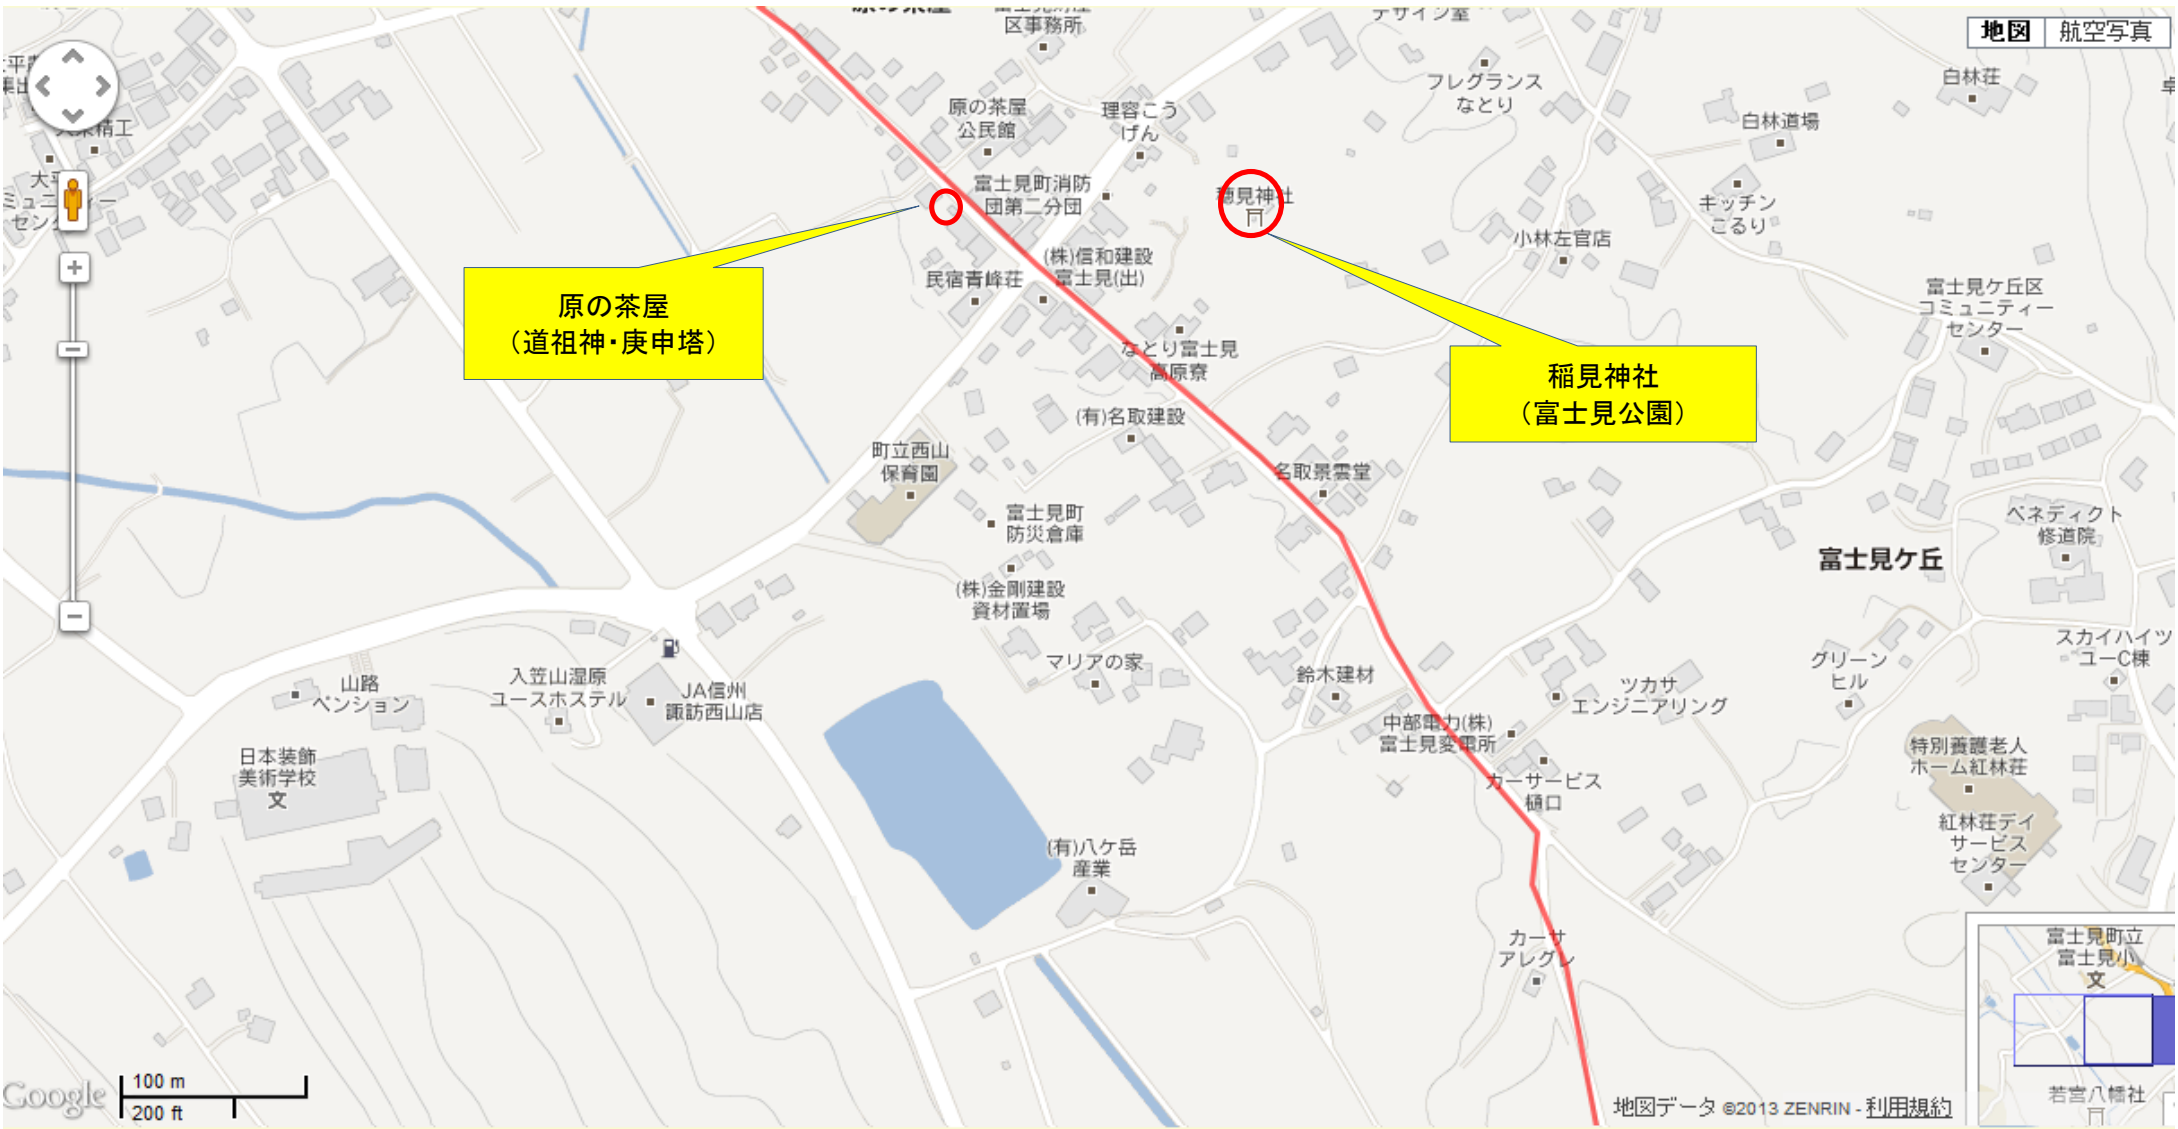 区事務所
デザイン室
地図
航空写真
フレグランス
なとり
白林荘
原の茶屋
公民館
理容こう
げん
白林道場
富士見町消防
団第二分団
穂見神社
キッチン
こるり
小林左官店
(株)信和建設
富士見(出)
民宿青峰荘
原の茶屋
（道祖神・庚申塔）
富士見ケ丘区
コミュニティー
センター
なとり富士見
高原寮
稲見神社
（富士見公園）
(有)名取建設
町立西山
保育園
名取景雲堂
富士見町
防災倉庫
ベネディクト
修道院
富士見ケ丘
(株)金剛建設
資材置場
マリアの家
鈴木建材
スカイハイツ
ユーC棟
グリーン
ヒル
山路
ペンション
入笠山湿原
ユースホステル
JA信州
諏訪西山店
ツカサ
エンジニアリング
中部電力(株)
富士見変電所
日本装飾
美術学校
文
カーサービス
樋口
特別養護老人
ホーム紅林荘
紅林荘デイ
サービス
センター
(有)八ケ岳
産業
カーサ
アレグレ
富士見町立
富士見小
文
若宮八幡社
Google
100 m
200 ft
地図データ ©2013 ZENRIN - 利用規約